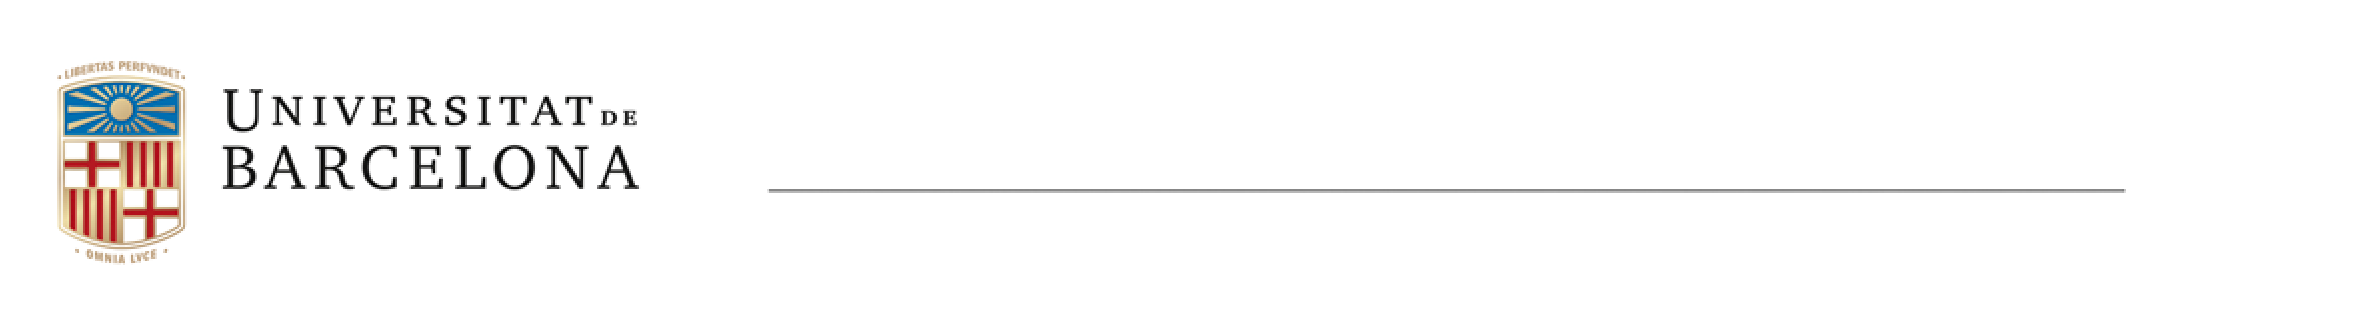 · LIBERTAS PERFVNDET ·
UNIVERSITAT DE
BARCELONA
· OMNIA LVCE ·